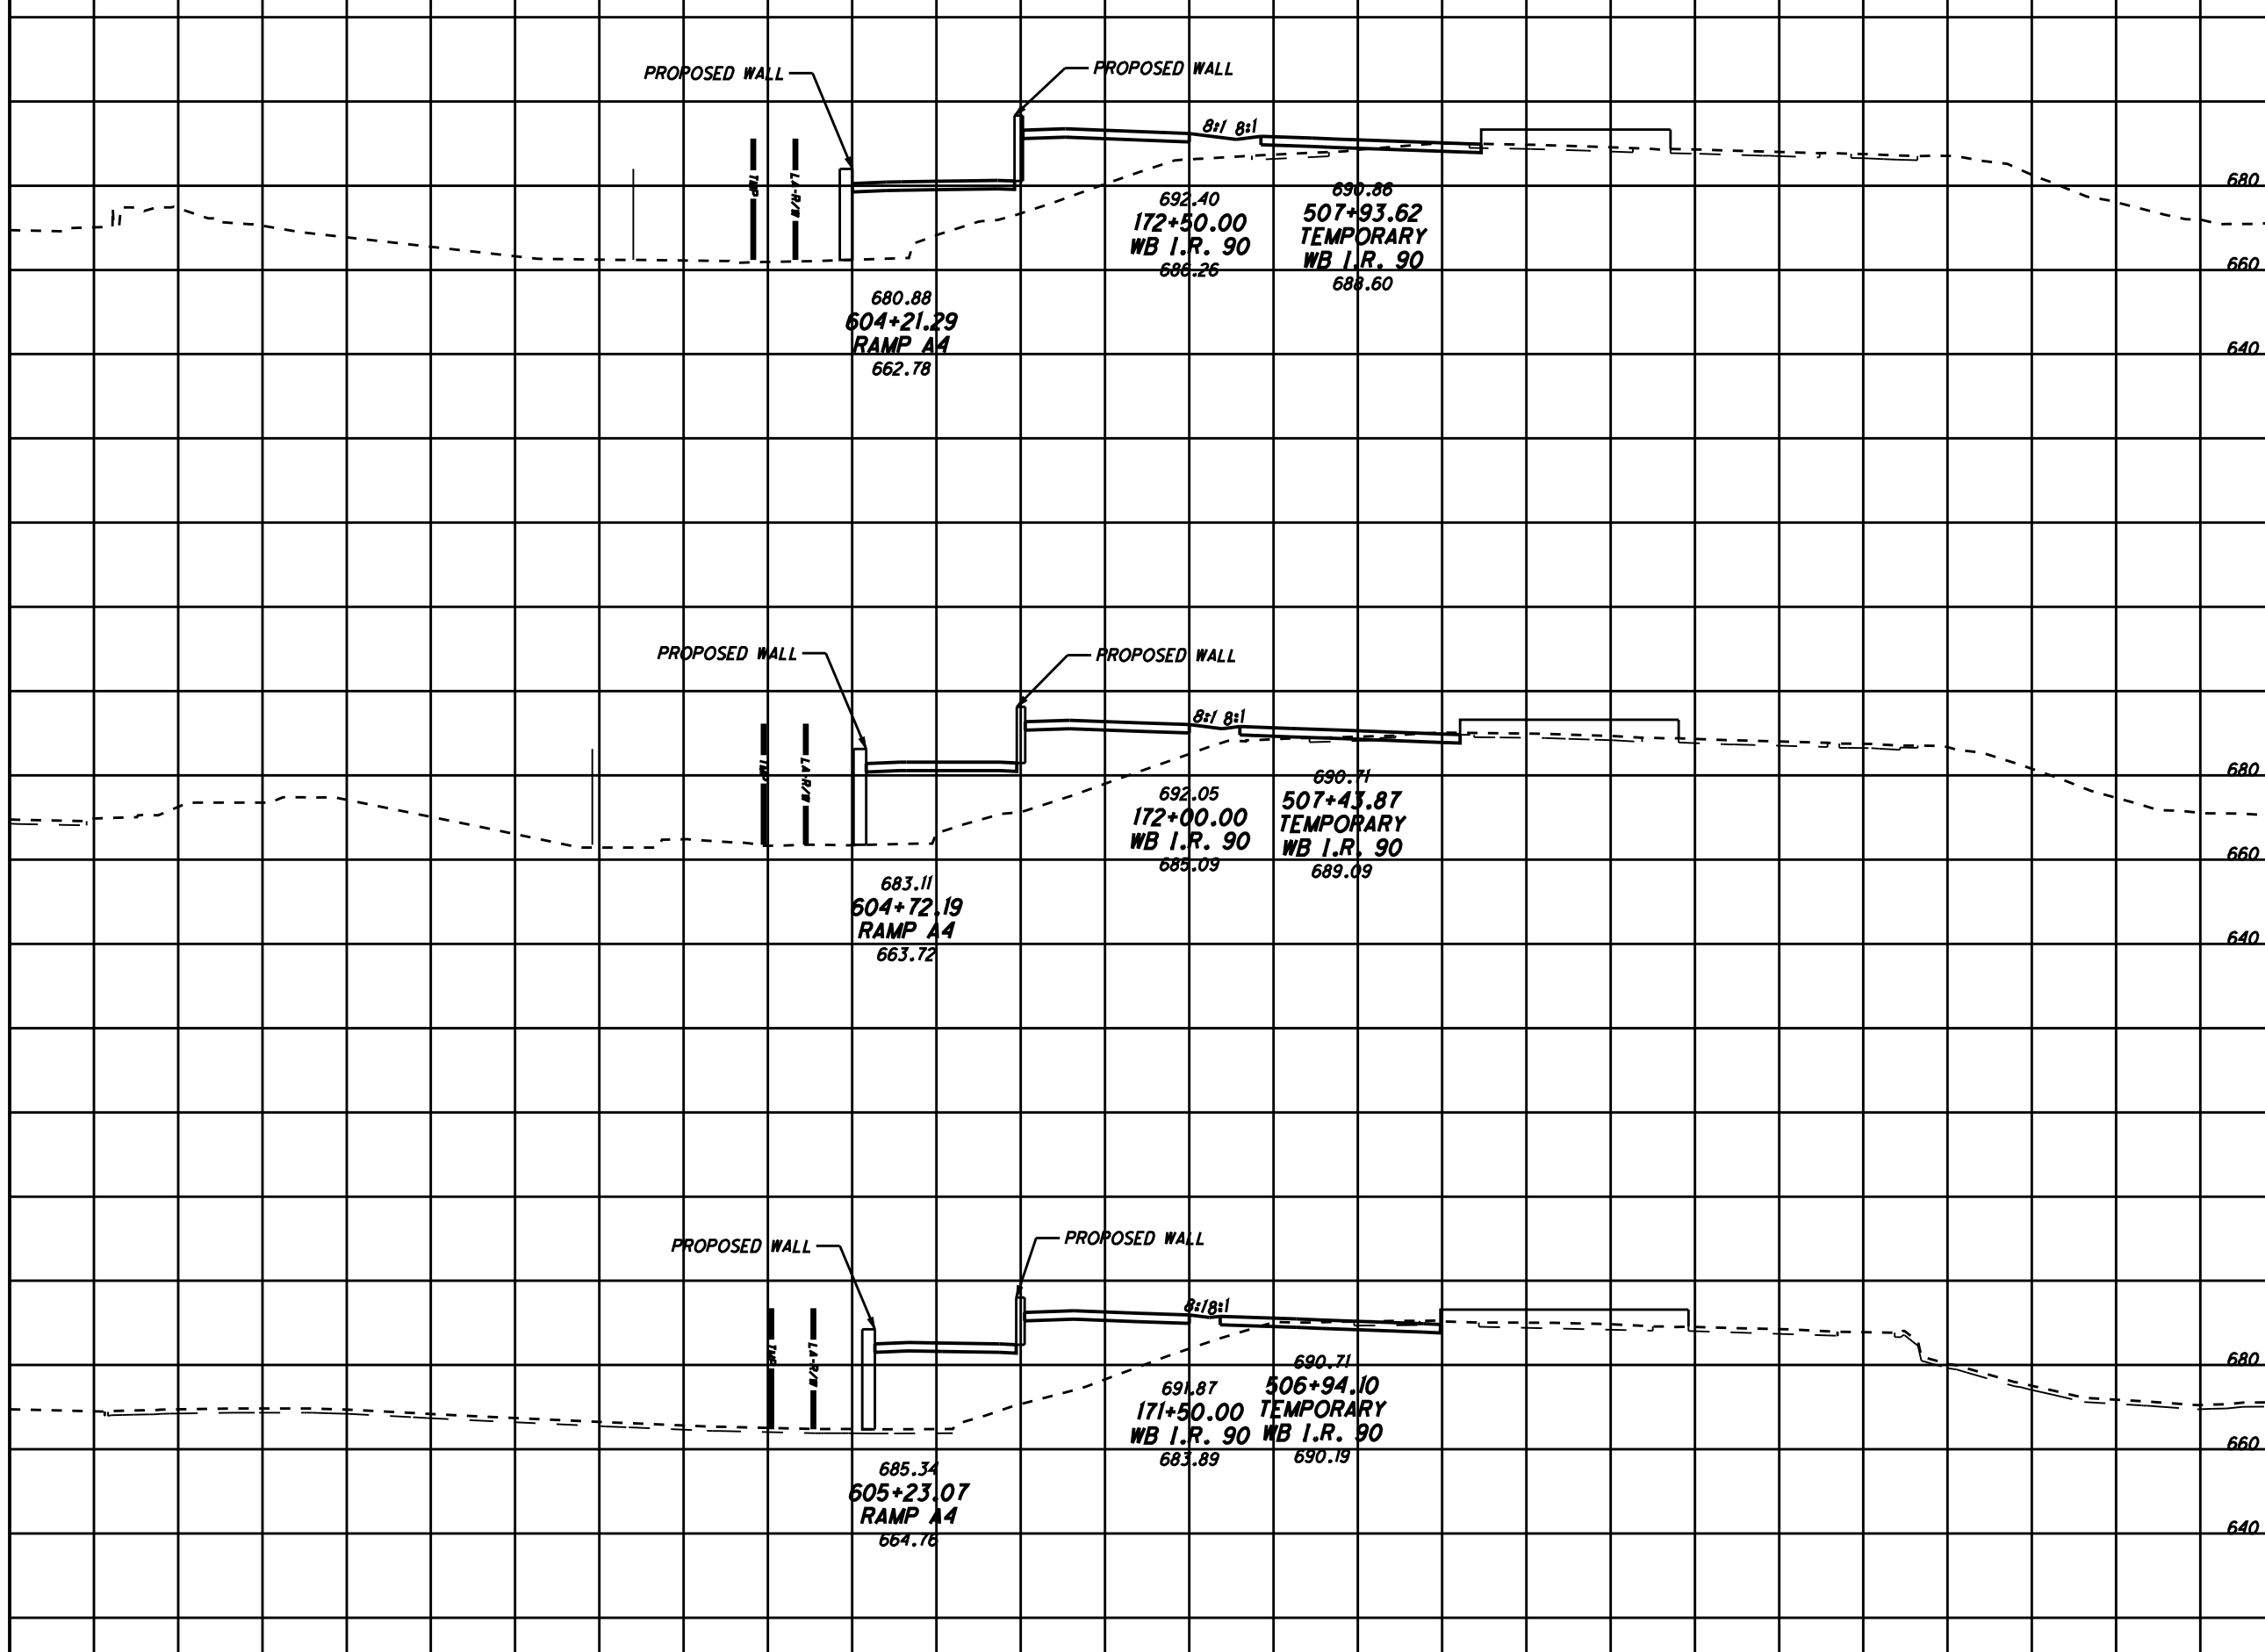 PROPOSED WALL
PROPOSED WALL
8:1 8:1
TMP
LA-R/W
680
692.40
172+50.00
WB I.R. 90
686.26
690.86
507+93.62
TEMPORARY
WB I.R. 90
688.60
660
680.88
604+21.29
RAMP A4
662.78
640
PROPOSED WALL
PROPOSED WALL
8:1 8:1
TMP
LA-R/W
680
692.05
172+00.00
WB I.R. 90
685.09
690.71
507+43.87
TEMPORARY
WB I.R. 90
689.09
660
683.11
604+72.19
RAMP A4
663.72
640
PROPOSED WALL
PROPOSED WALL
8:1 8:1
TMP
LA-R/W
680
691.87
171+50.00
WB I.R. 90
683.89
690.71
506+94.10
TEMPORARY
WB I.R. 90
690.19
660
685.34
605+23.07
RAMP A4
664.76
640